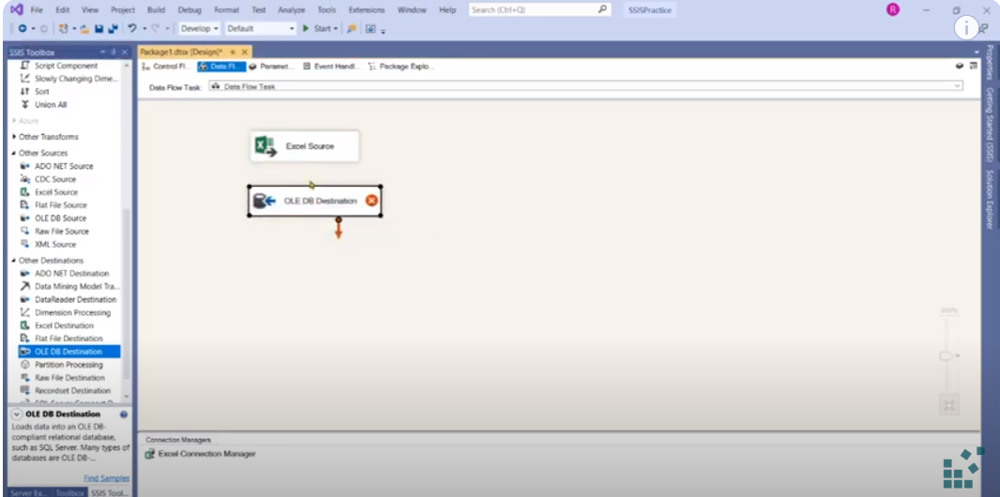 File Edit View Project Build Debug Format Test Analyze Tools Extensions Window Help Search (Ctrl+Q) SSISPractice R
Develop Default Start
SSIS Toolbox
Package1.dtsx [Design]*
Control Fl... Data Fl... Paramet... Event Handl... Package Explo...
Data Flow Task: Data Flow Task
Script Component
Slowly Changing Dime...
Sort
Union All
Azure
Other Transforms
Other Sources
ADO NET Source
CDC Source
Excel Source
Flat File Source
OLE DB Source
Raw File Source
XML Source
Other Destinations
ADO NET Destination
Data Mining Model Tra...
DataReader Destination
Dimension Processing
Excel Destination
Flat File Destination
OLE DB Destination
Partition Processing
Raw File Destination
Recordset Destination
OLE DB Destination
Loads data into an OLE DB-
compliant relational database,
such as SQL Server. Many types of
databases are OLE DB-...
Find Samples
Server Ex... Toolbox SSIS Tool...
Excel Source
OLE DB Destination
100%
Connection Managers
Excel Connection Manager
Properties
Getting Started (SSIS)
Solution Explorer